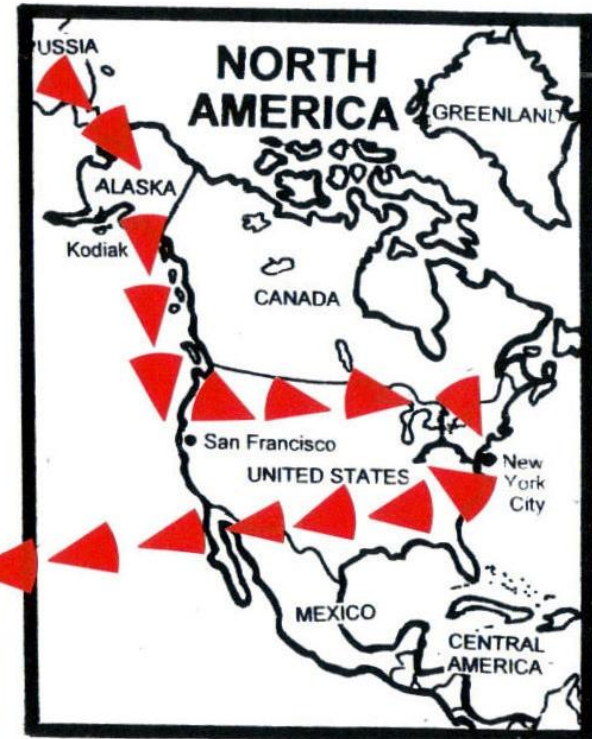 USSIA
NORTH
AMERICA
GREENLAND
ALASKA
Kodiak
CANADA
San Francisco
UNITED STATES
New
York
City
MEXICO
CENTRAL
AMERICA